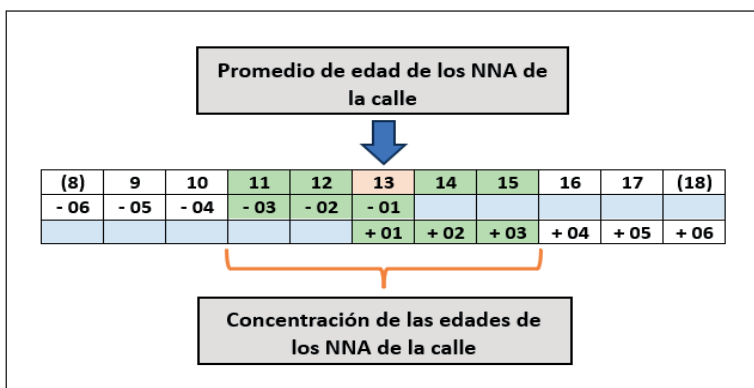 Promedio de edad de los NNA de
la calle
(8) 9 10 11 12 13 14 15 16 17 (18)
- 06 - 05 - 04 - 03 - 02 - 01
+ 01 + 02 + 03 + 04 + 05 + 06
Concentración de las edades de
los NNA de la calle